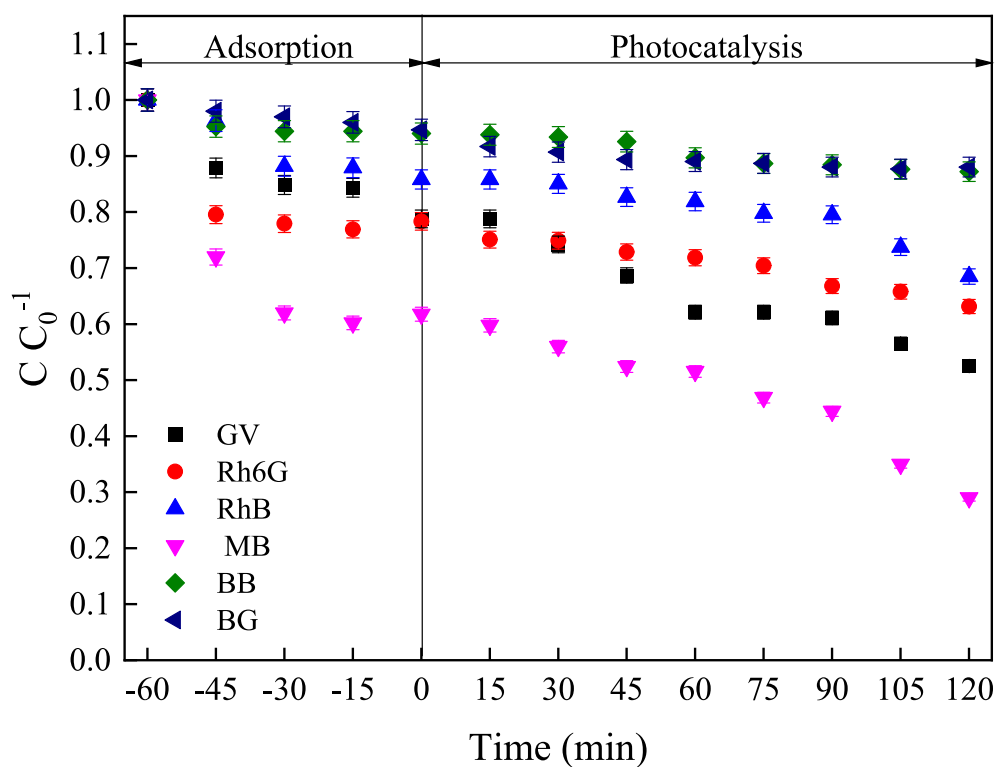 Adsorption Photocatalysis
1.1
1.0
0.9
0.8
0.7
0.6
0.5
0.4
0.3
0.2
0.1
0.0
C C₀⁻¹
GV
Rh6G
RhB
MB
BB
BG
-60 -45 -30 -15 0 15 30 45 60 75 90 105 120
Time (min)